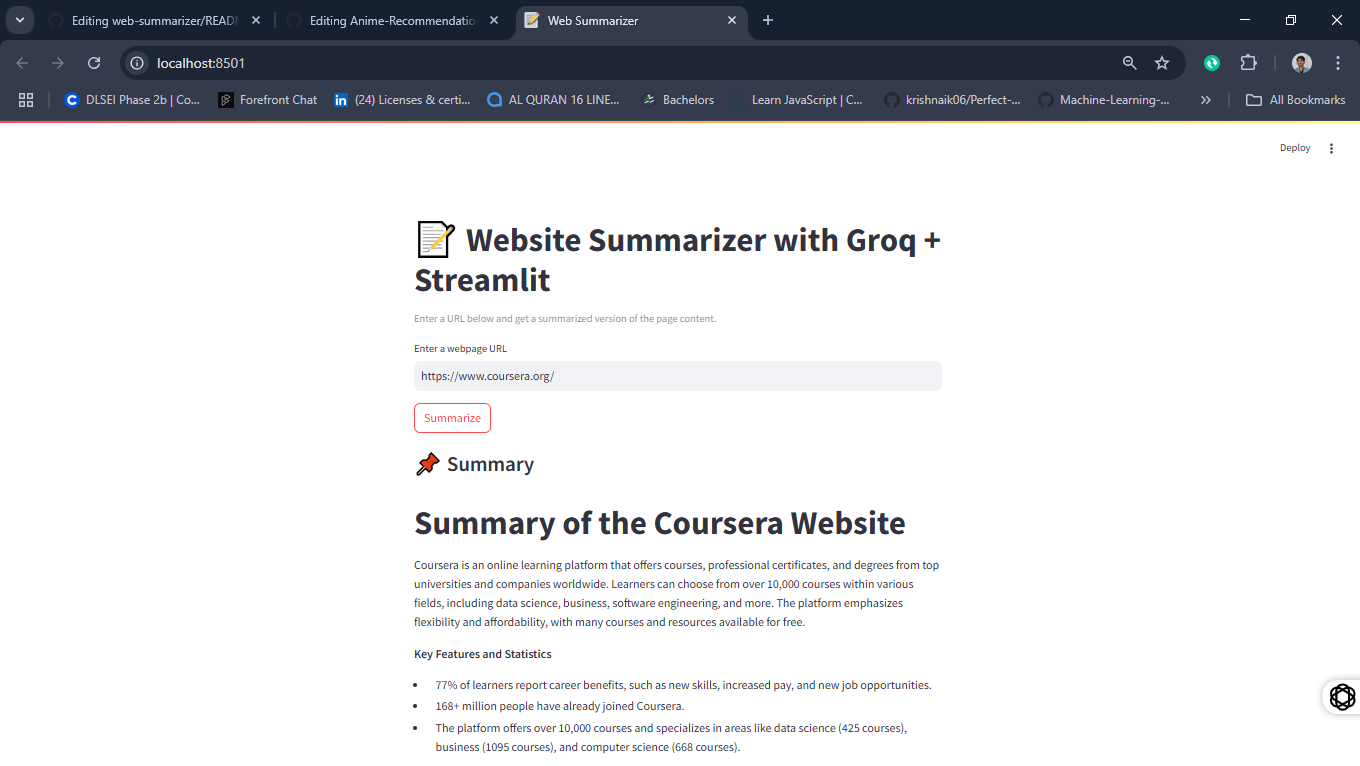 Editing web-summarizer/READ
Editing Anime-Recommendatio
Web Summarizer
localhost:8501
DLSEI Phase 2b | Co...
Forefront Chat
(24) Licenses & certi...
AL QURAN 16 LINE...
Bachelors
Learn JavaScript | C...
krishnaik06/Perfect-...
Machine-Learning-...
All Bookmarks
Deploy
Website Summarizer with Groq +
Streamlit
Enter a URL below and get a summarized version of the page content.
Enter a webpage URL
https://www.coursera.org/
Summarize
Summary
Summary of the Coursera Website
Coursera is an online learning platform that offers courses, professional certificates, and degrees from top
universities and companies worldwide. Learners can choose from over 10,000 courses within various
fields, including data science, business, software engineering, and more. The platform emphasizes
flexibility and affordability, with many courses and resources available for free.
Key Features and Statistics
• 77% of learners report career benefits, such as new skills, increased pay, and new job opportunities.
• 168+ million people have already joined Coursera.
• The platform offers over 10,000 courses and specializes in areas like data science (425 courses),
business (1095 courses), and computer science (668 courses).